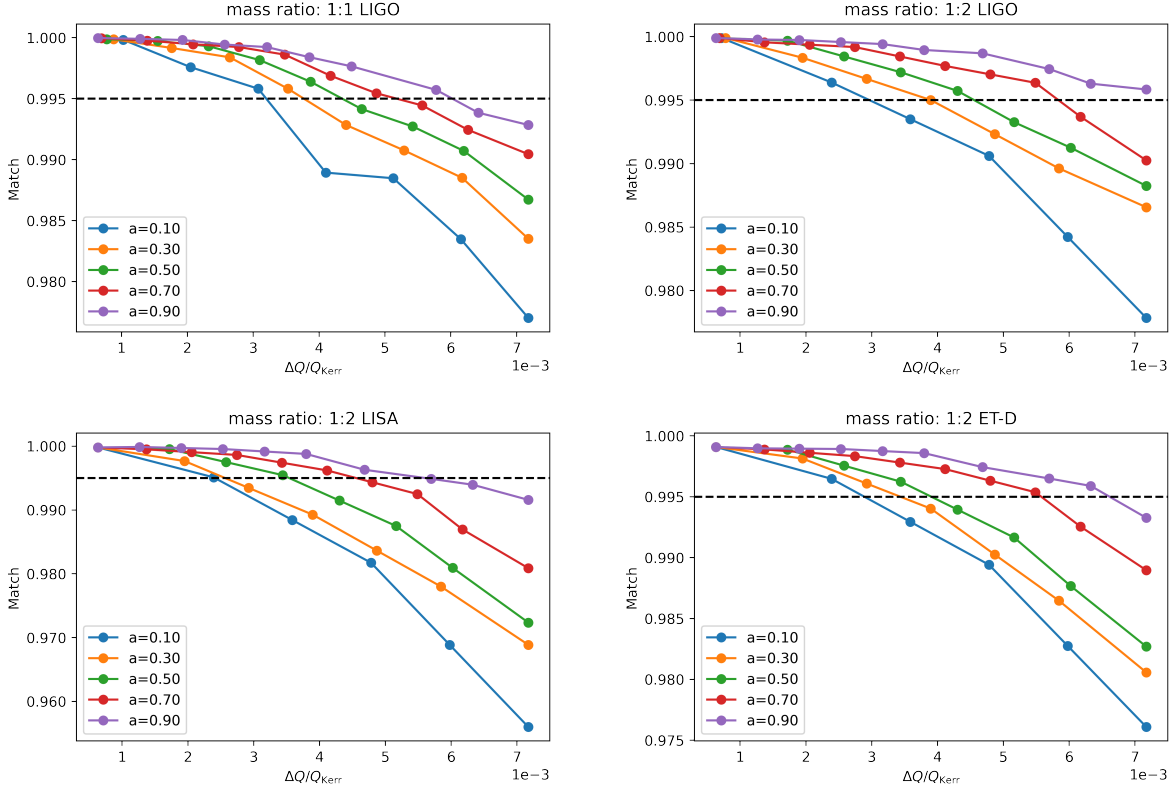 mass ratio: 1:1 LIGO
1.000
0.995
0.990
0.985
0.980
Match
a=0.10
a=0.30
a=0.50
a=0.70
a=0.90
1 2 3 4 5 6 7
ΔQ/Q_Kerr
1e−3
mass ratio: 1:2 LIGO
1.000
0.995
0.990
0.985
0.980
Match
a=0.10
a=0.30
a=0.50
a=0.70
a=0.90
1 2 3 4 5 6 7
ΔQ/Q_Kerr
1e−3
mass ratio: 1:2 LISA
1.000
0.990
0.980
0.970
0.960
Match
a=0.10
a=0.30
a=0.50
a=0.70
a=0.90
1 2 3 4 5 6 7
ΔQ/Q_Kerr
1e−3
mass ratio: 1:2 ET-D
1.000
0.995
0.990
0.985
0.980
0.975
Match
a=0.10
a=0.30
a=0.50
a=0.70
a=0.90
1 2 3 4 5 6 7
ΔQ/Q_Kerr
1e−3